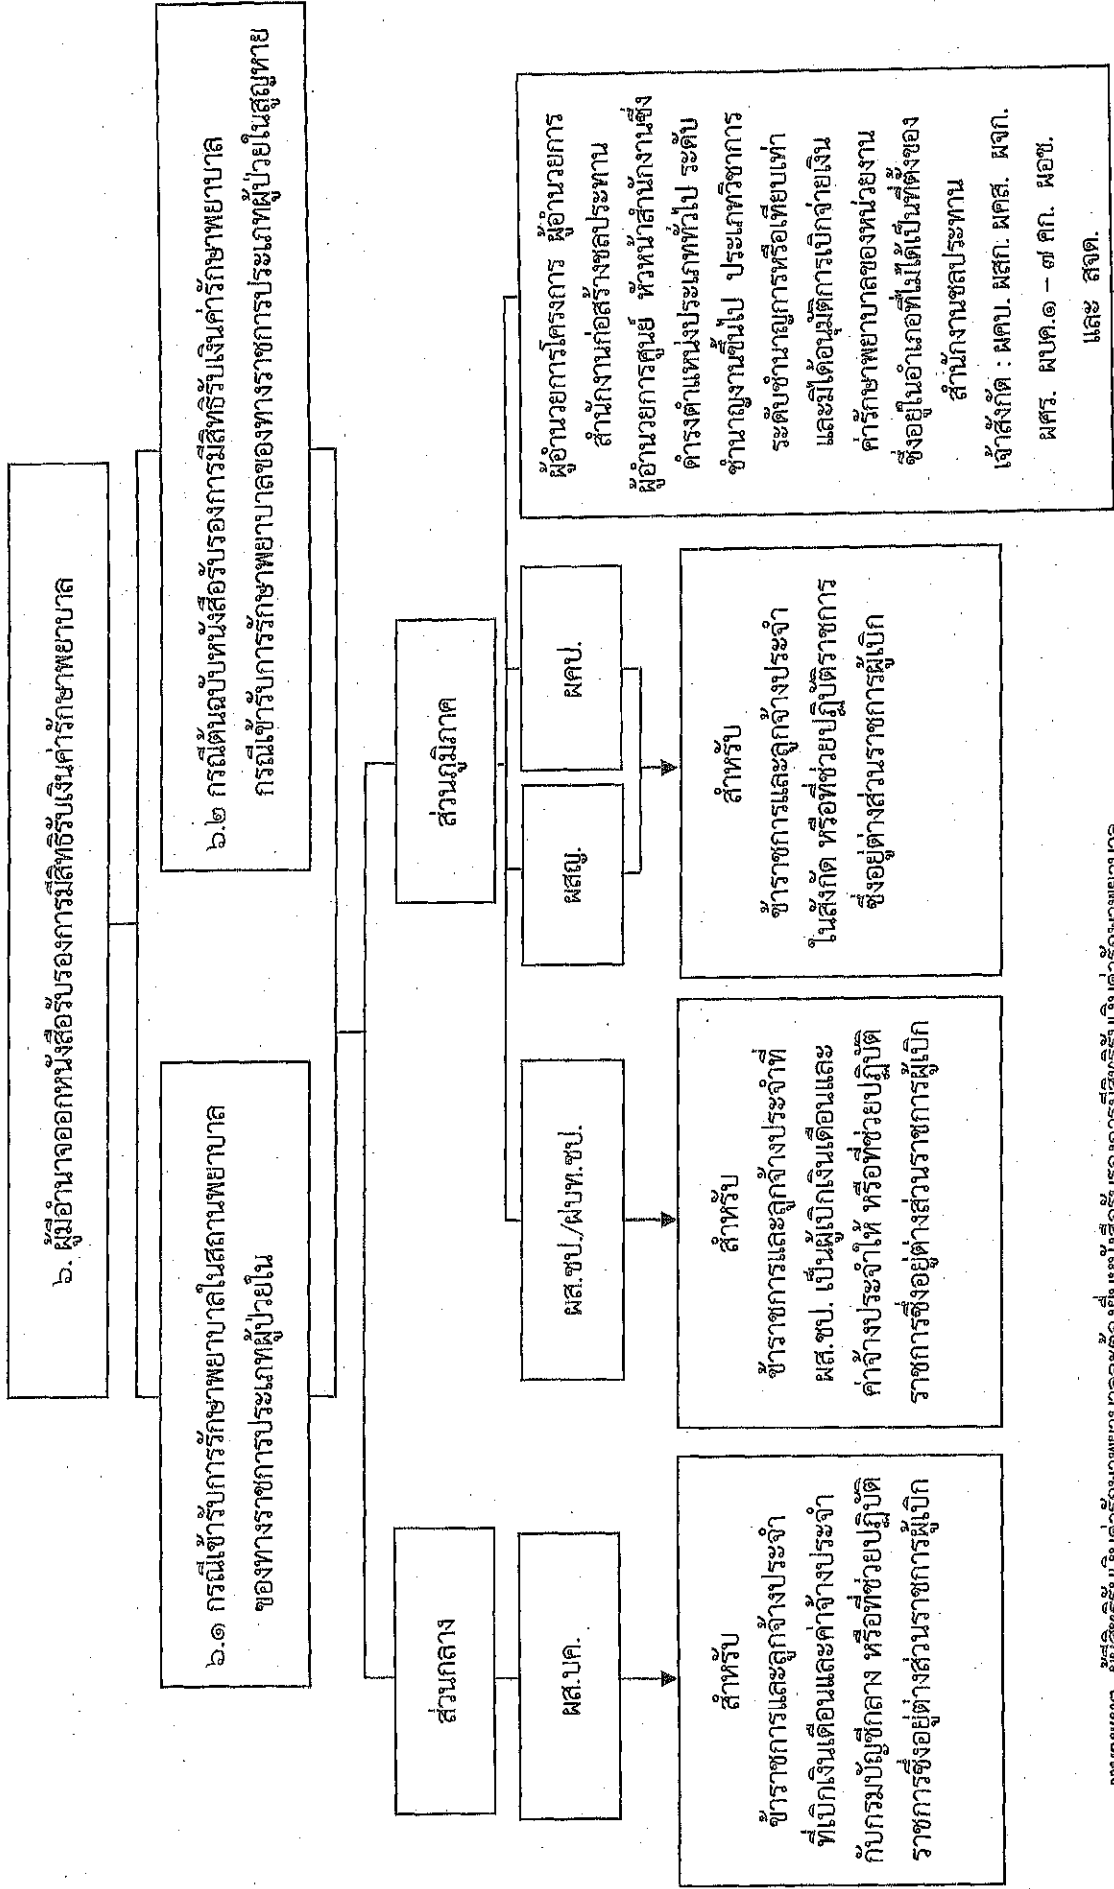 ๖. ผู้มีอำนาจออกหนังสือรับรองการมีสิทธิรับเงินค่ารักษาพยาบาล
๖.๑ กรณีเข้ารับการรักษาพยาบาลในสถานพยาบาล
ของทางราชการประเภทผู้ป่วยใน
๖.๒ กรณีต้นฉบับหนังสือรับรองการมีสิทธิรับเงินค่ารักษาพยาบาล
กรณีเข้ารับการรักษาพยาบาลของทางราชการประเภทผู้ป่วยในสูญหาย
ส่วนกลาง
ส่วนภูมิภาค
ผส.บค.
ผส.ชป./ฝบท.ชป.
ผสญ.
ผคป.
ผู้อำนวยการโครงการ ผู้อำนวยการ
สำนักงานก่อสร้างชลประทาน
ผู้อำนวยการศูนย์ หัวหน้าสำนักงานซึ่ง
ดำรงตำแหน่งประเภททั่วไป ระดับ
ชำนาญงานขึ้นไป ประเภทวิชาการ
ระดับชำนาญการหรือเทียบเท่า
และมิได้อนุมัติการเบิกจ่ายเงิน
ค่ารักษาพยาบาลของหน่วยงาน
ซึ่งอยู่ในอำเภอที่ไม่ได้เป็นที่ตั้งของ
สำนักงานชลประทาน
เจ้าสังกัด : ผคบ. ผสก. ผคส. ผจก.
ผศร. ผบค.๑ – ๗ คก. ผอช.
และ สจด.
สำหรับ
ข้าราชการและลูกจ้างประจำ
ที่เบิกเงินเดือนและค่าจ้างประจำ
กับกรมบัญชีกลาง หรือที่ช่วยปฏิบัติ
ราชการซึ่งอยู่ต่างส่วนราชการผู้เบิก
สำหรับ
ข้าราชการและลูกจ้างประจำที่
ผส.ชป. เป็นผู้เบิกเงินเดือนและ
ค่าจ้างประจำให้ หรือที่ช่วยปฏิบัติ
ราชการซึ่งอยู่ต่างส่วนราชการผู้เบิก
สำหรับ
ข้าราชการและลูกจ้างประจำ
ในสังกัด หรือที่ช่วยปฏิบัติราชการ
ซึ่งอยู่ต่างส่วนราชการผู้เบิก